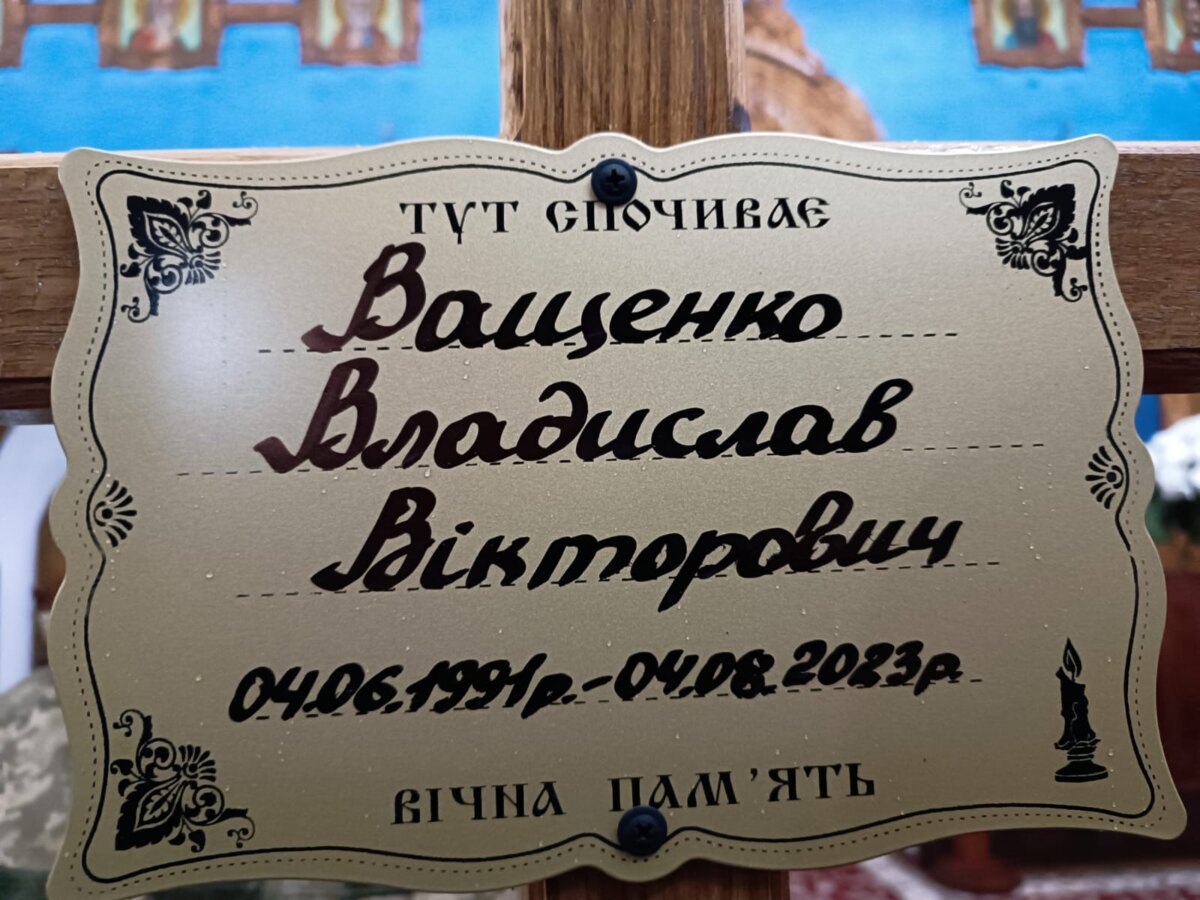 ТУТ СПОЧИВАЄ
Ващенко
Владислав
Вікторович
04.06.1991р.-04.08.2023р.
ВІЧНА ПАМ'ЯТЬ